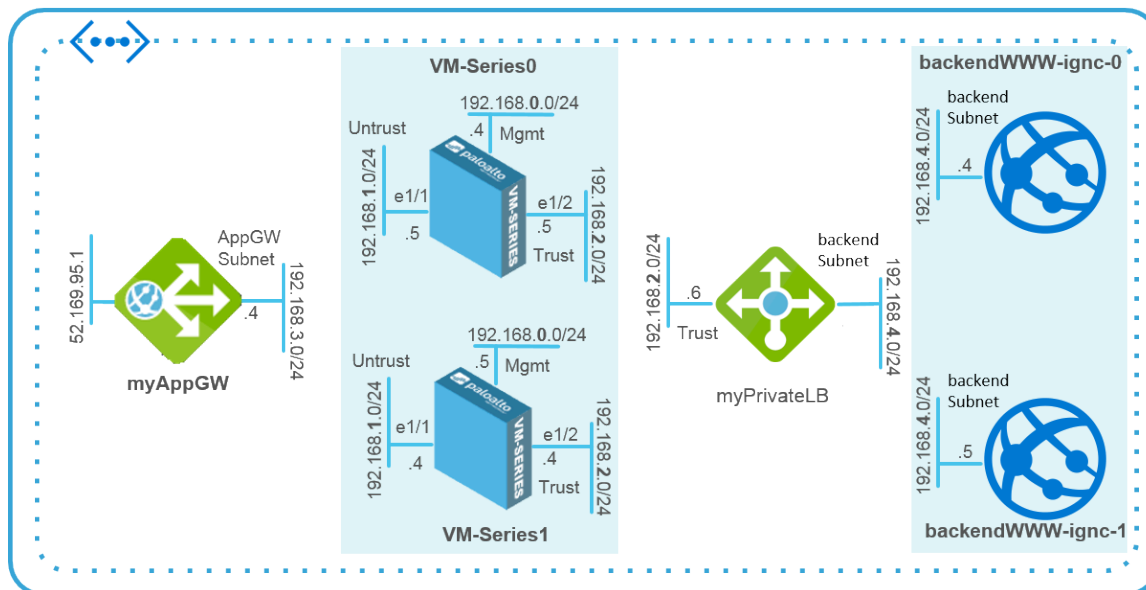 VM-Series0
backendWWW-ignc-0
192.168.0.0/24
.4
Mgmt
Untrust
192.168.1.0/24
e1/1
.5
paloalto
VM-SERIES
e1/2
.5
Trust
192.168.2.0/24
backend
Subnet
192.168.4.0/24
.4
52.169.95.1
AppGW
Subnet
.4
192.168.3.0/24
myAppGW
192.168.2.0/24
.6
Trust
backend
Subnet
192.168.4.0/24
myPrivateLB
192.168.0.0/24
.5
Mgmt
Untrust
192.168.1.0/24
e1/1
.4
paloalto
VM-SERIES
e1/2
.4
Trust
192.168.2.0/24
VM-Series1
backend
Subnet
192.168.4.0/24
.5
backendWWW-ignc-1